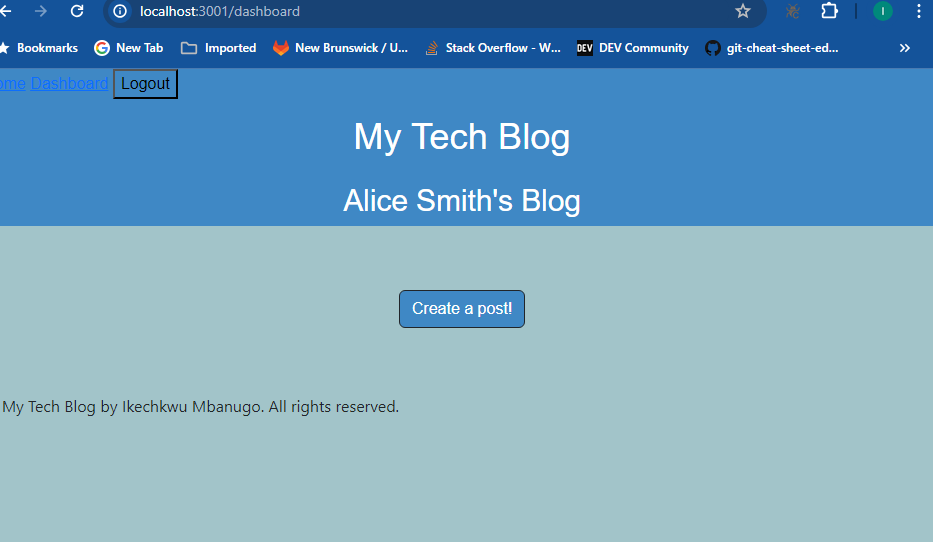 localhost:3001/dashboard I
Bookmarks New Tab Imported New Brunswick / U... Stack Overflow - W... DEV DEV Community git-cheat-sheet-ed... »
ome Dashboard Logout
My Tech Blog
Alice Smith's Blog
Create a post!
My Tech Blog by Ikechkwu Mbanugo. All rights reserved.